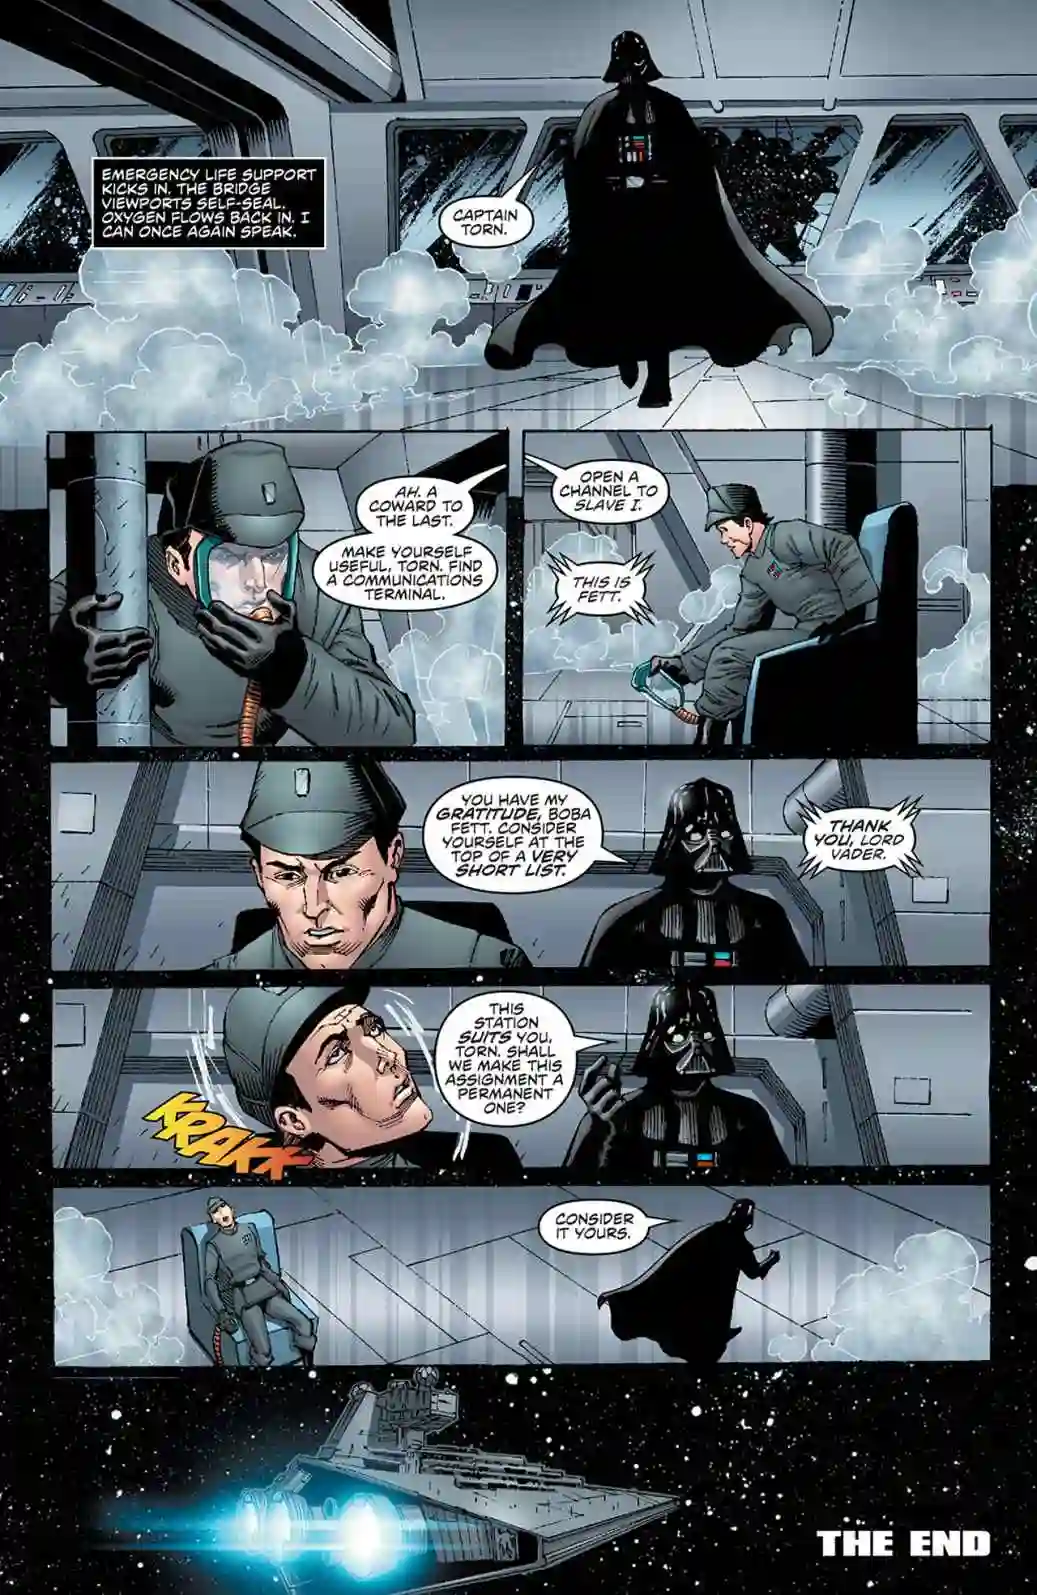 EMERGENCY LIFE SUPPORT
KICKS IN. THE BRIDGE
VIEWPORTS SELF-SEAL.
OXYGEN FLOWS BACK IN. I
CAN ONCE AGAIN SPEAK.
CAPTAIN
TORN.
AH. A
COWARD TO
THE LAST.
MAKE YOURSELF
USEFUL, TORN. FIND
A COMMUNICATIONS
TERMINAL.
OPEN A
CHANNEL TO
SLAVE I.
THIS IS
FETT.
YOU HAVE MY
GRATITUDE, BOBA
FETT. CONSIDER
YOURSELF AT THE
TOP OF A VERY
SHORT LIST.
THANK
YOU, LORD
VADER.
THIS
STATION
SUITS YOU,
TORN. SHALL
WE MAKE THIS
ASSIGNMENT A
PERMANENT
ONE?
KRAKK
CONSIDER
IT YOURS.
THE END